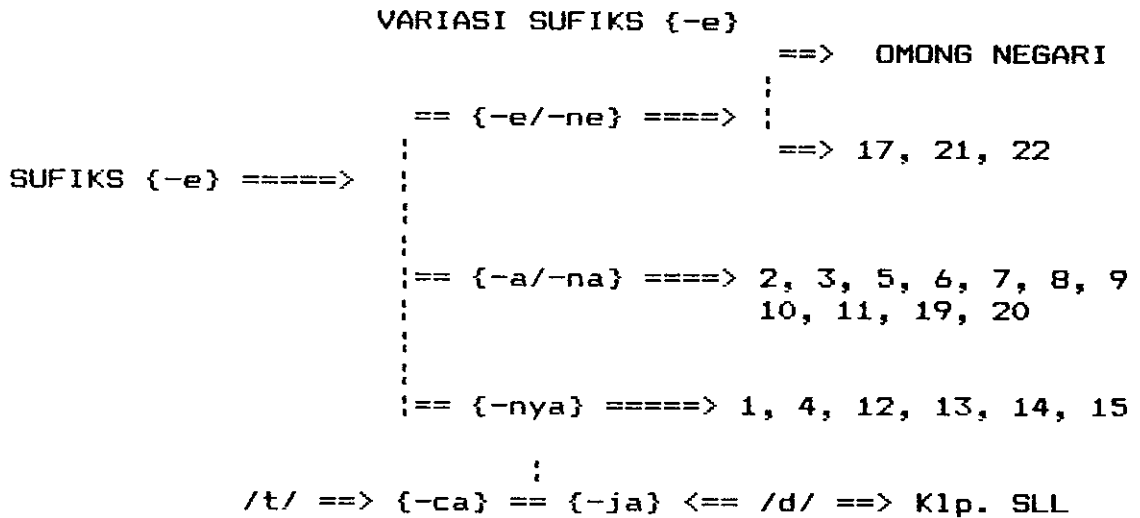 VARIASI SUFIKS {-e}
==> OMONG NEGARI
== {-e/-ne} ====>
==> 17, 21, 22
SUFIKS {-e} =====>
== {-a/-na} ====> 2, 3, 5, 6, 7, 8, 9
10, 11, 19, 20
== {-nya} =====> 1, 4, 12, 13, 14, 15
/t/ ==> {-ca} == {-ja} <== /d/ ==> Klp. SLL